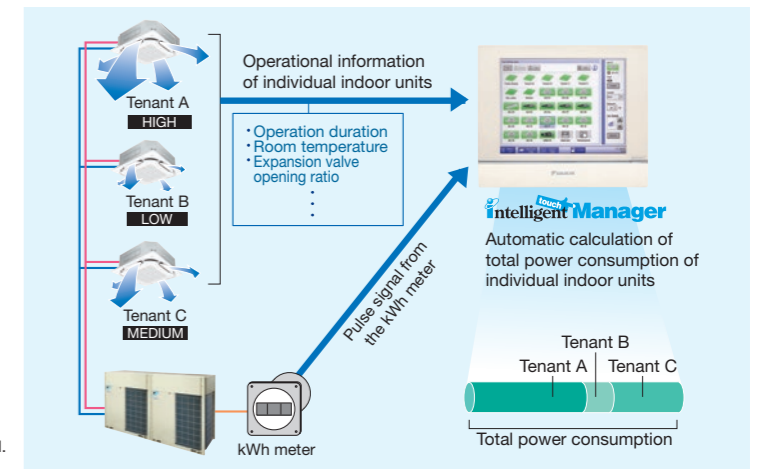 Tenant A
HIGH
Tenant B
LOW
Tenant C
MEDIUM
Operational information
of individual indoor units
・Operation duration
・Room temperature
・Expansion valve
opening ratio
Pulse signal from
the kWh meter
kWh meter
intelligent touch Manager
Automatic calculation of
total power consumption of
individual indoor units
Tenant B
Tenant A
Tenant C
Total power consumption